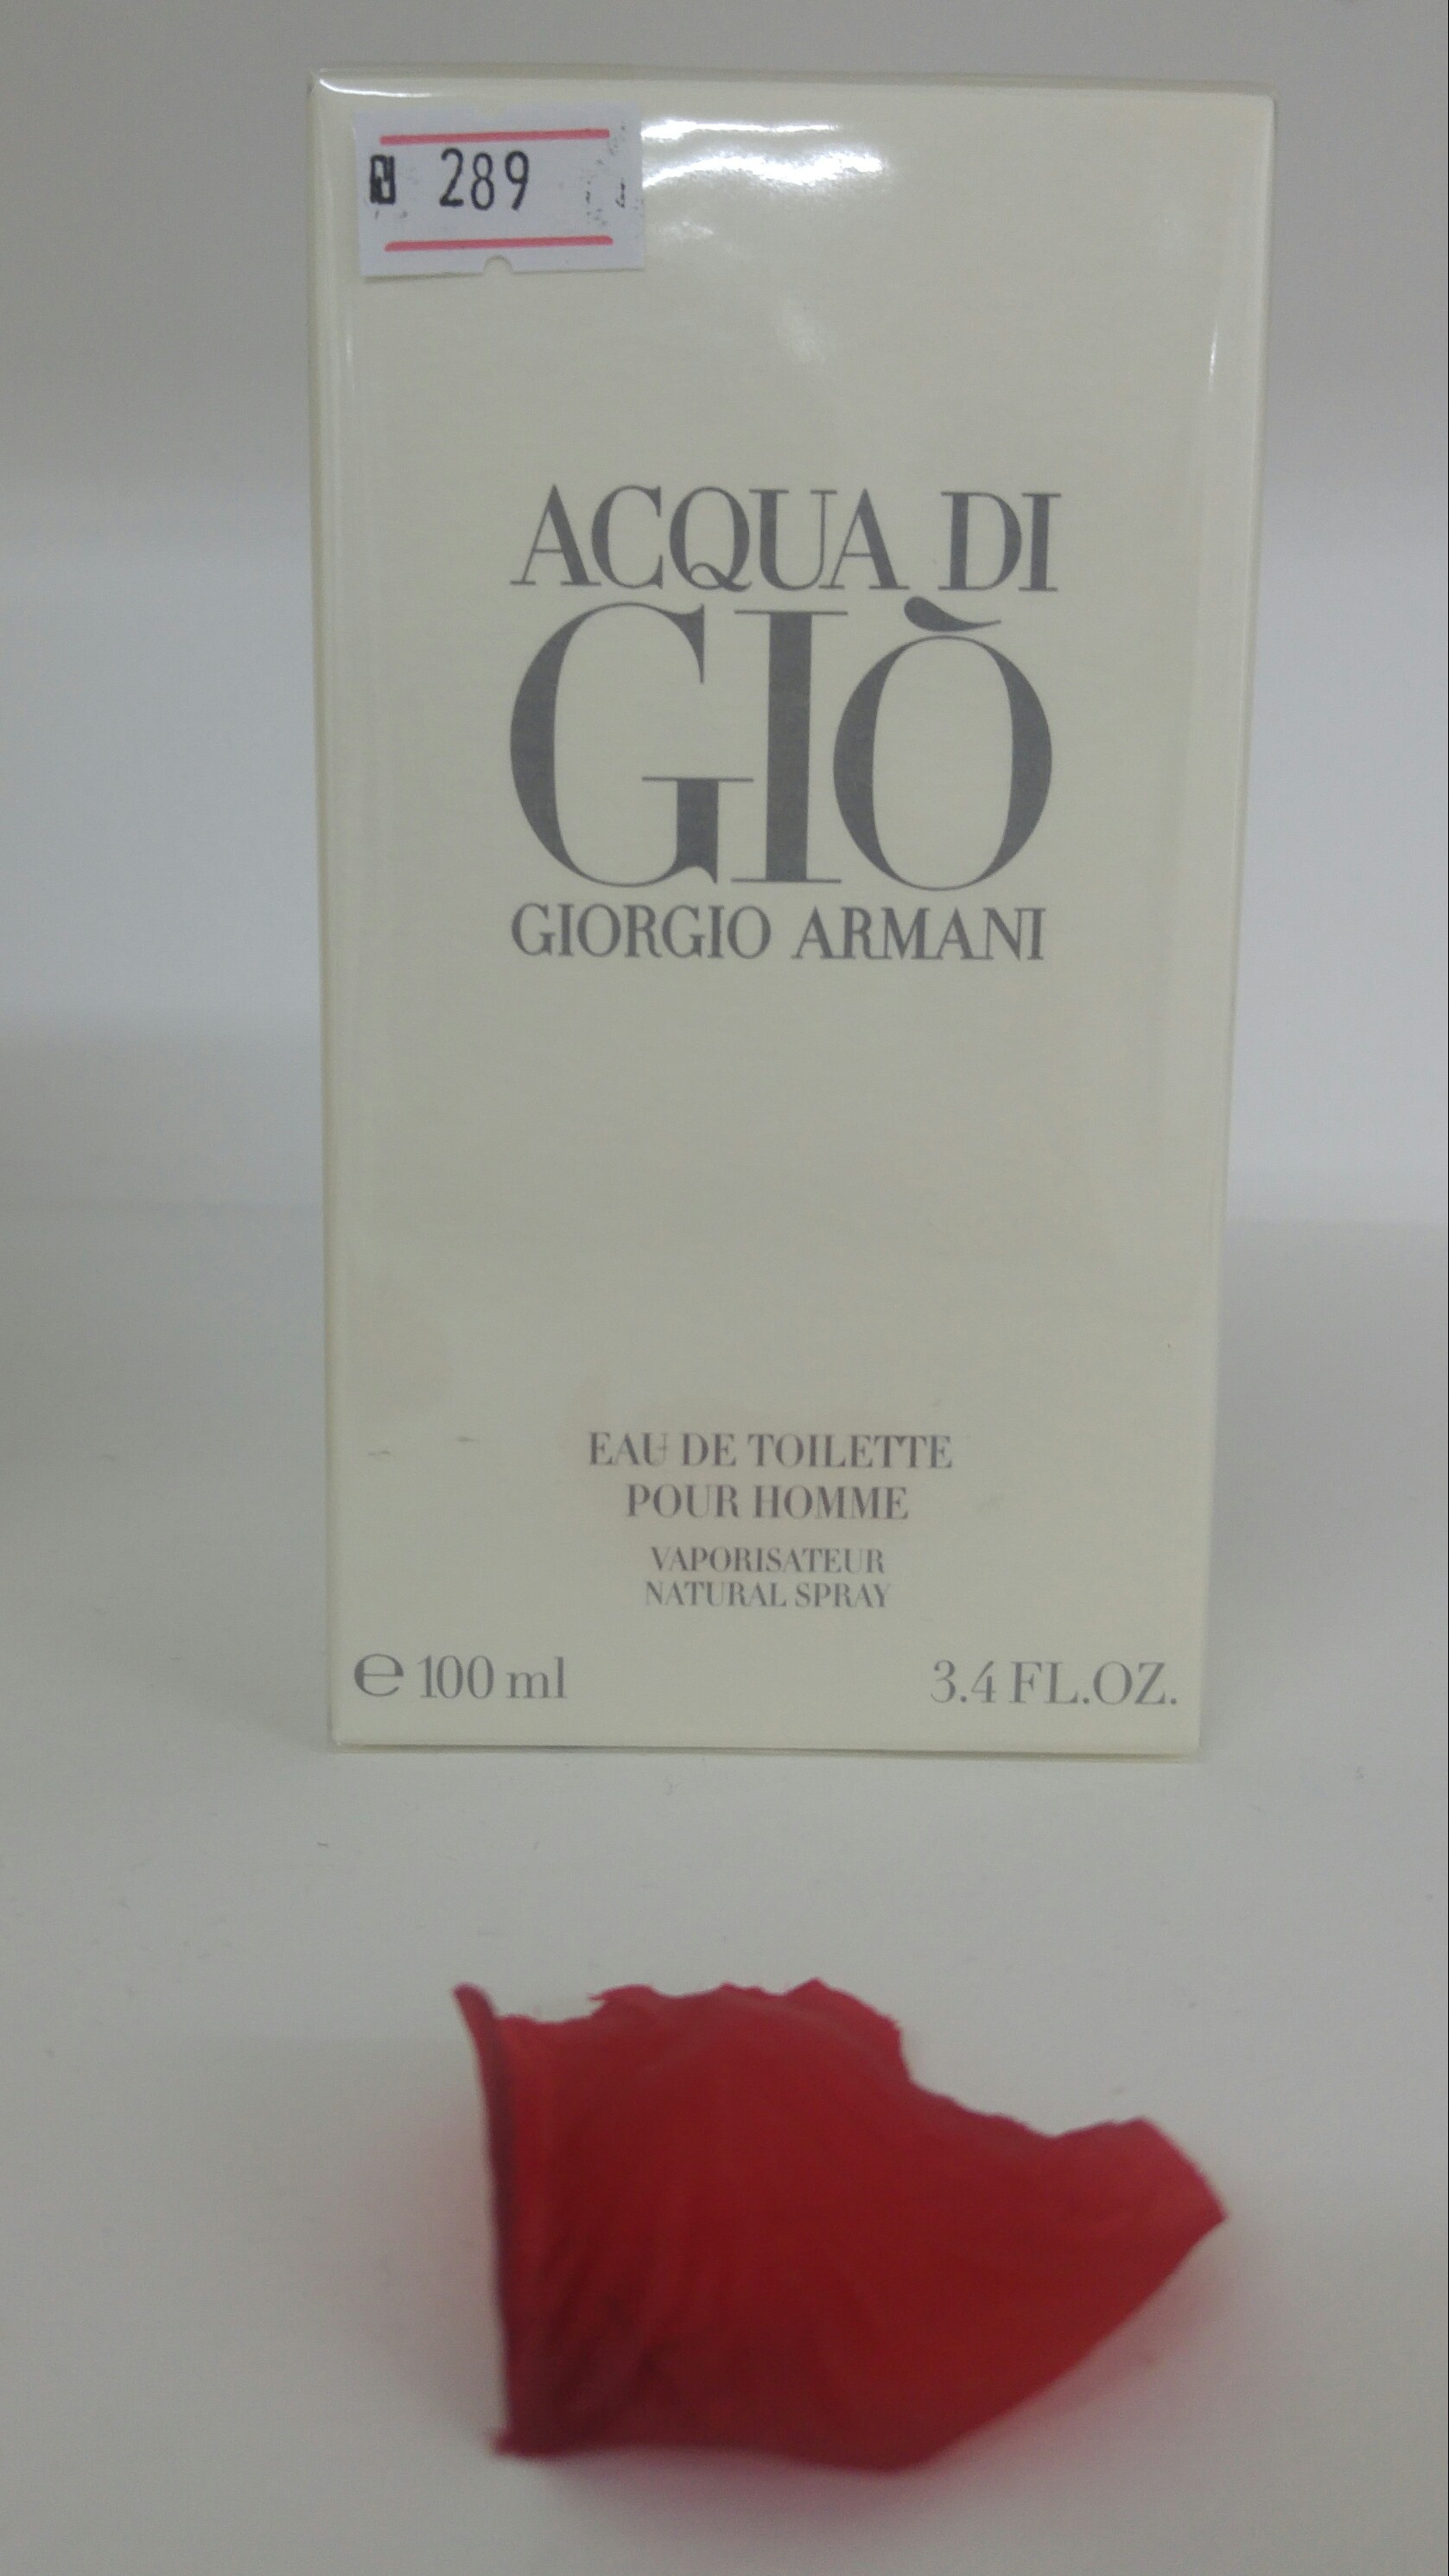 ₪ 289
ACQUA DI
GIÒ
GIORGIO ARMANI
EAU DE TOILETTE
POUR HOMME
VAPORISATEUR
NATURAL SPRAY
℮ 100 ml 3.4 FL.OZ.